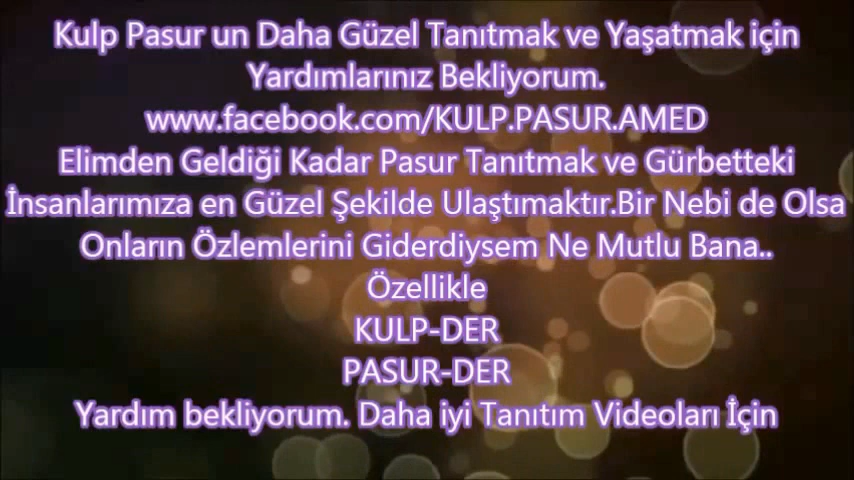 Kulp Pasur un Daha Güzel Tanıtmak ve Yaşatmak için
Yardımlarınız Bekliyorum.
www.facebook.com/KULP.PASUR.AMED
Elimden Geldiği Kadar Pasur Tanıtmak ve Gürbetteki
İnsanlarımıza en Güzel Şekilde Ulaştımaktır.Bir Nebi de Olsa
Onların Özlemlerini Giderdiysem Ne Mutlu Bana..
Özellikle
KULP-DER
PASUR-DER
Yardım bekliyorum. Daha iyi Tanıtım Videoları İçin